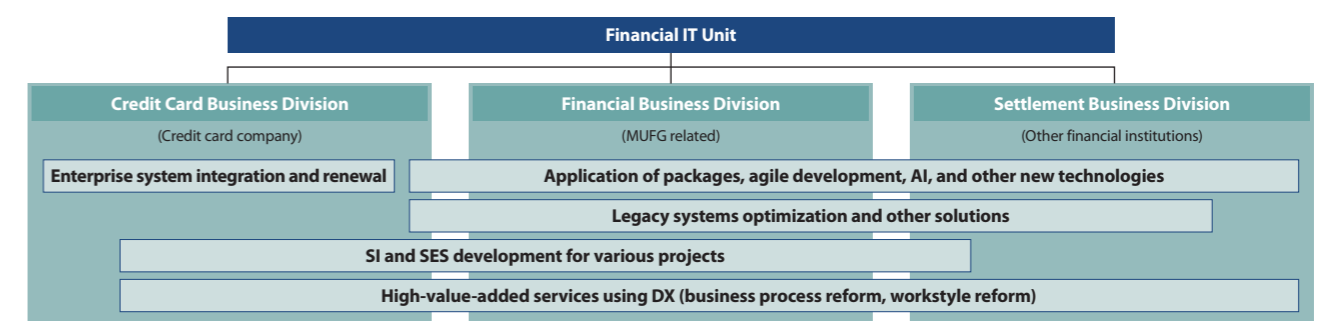 Financial IT Unit
Credit Card Business Division
Financial Business Division
Settlement Business Division
(Credit card company)
(MUFG related)
(Other financial institutions)
Enterprise system integration and renewal
Application of packages, agile development, AI, and other new technologies
Legacy systems optimization and other solutions
SI and SES development for various projects
High-value-added services using DX (business process reform, workstyle reform)